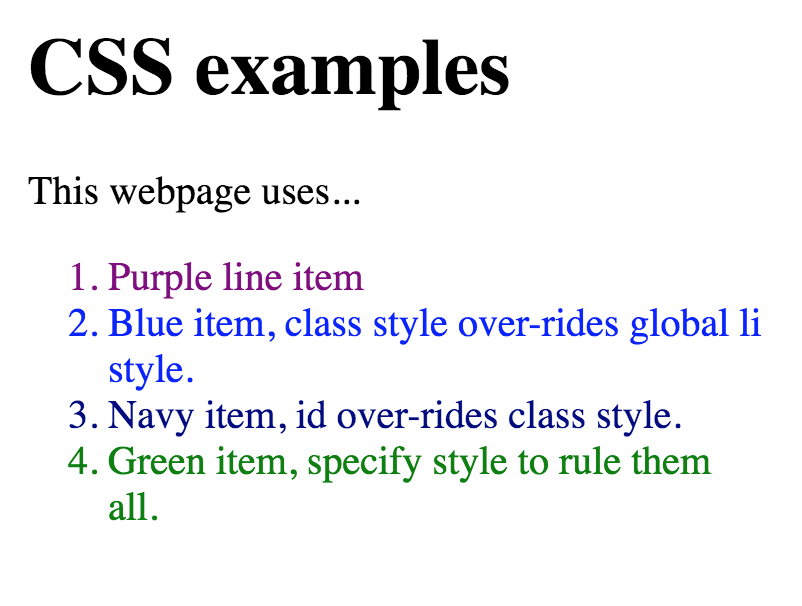 CSS examples
This webpage uses...
1. Purple line item
2. Blue item, class style over-rides global li
style.
3. Navy item, id over-rides class style.
4. Green item, specify style to rule them
all.